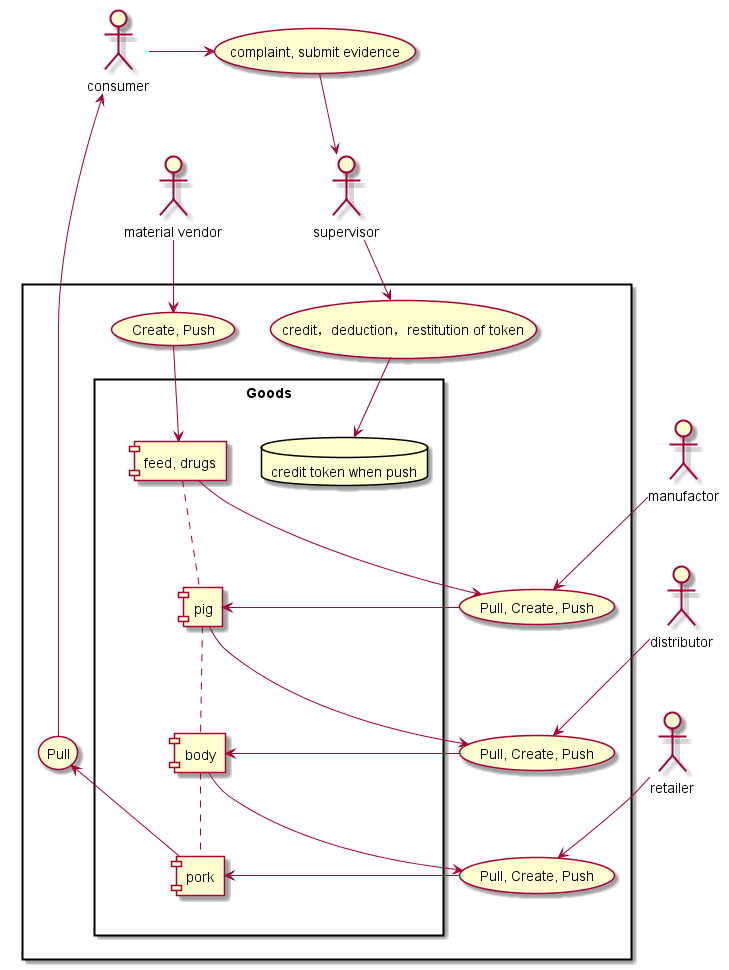 consumer
complaint, submit evidence
material vendor
supervisor
Create, Push
credit，deduction，restitution of token
Goods
feed, drugs
credit token when push
manufactor
pig
Pull, Create, Push
distributor
Pull
body
Pull, Create, Push
retailer
pork
Pull, Create, Push